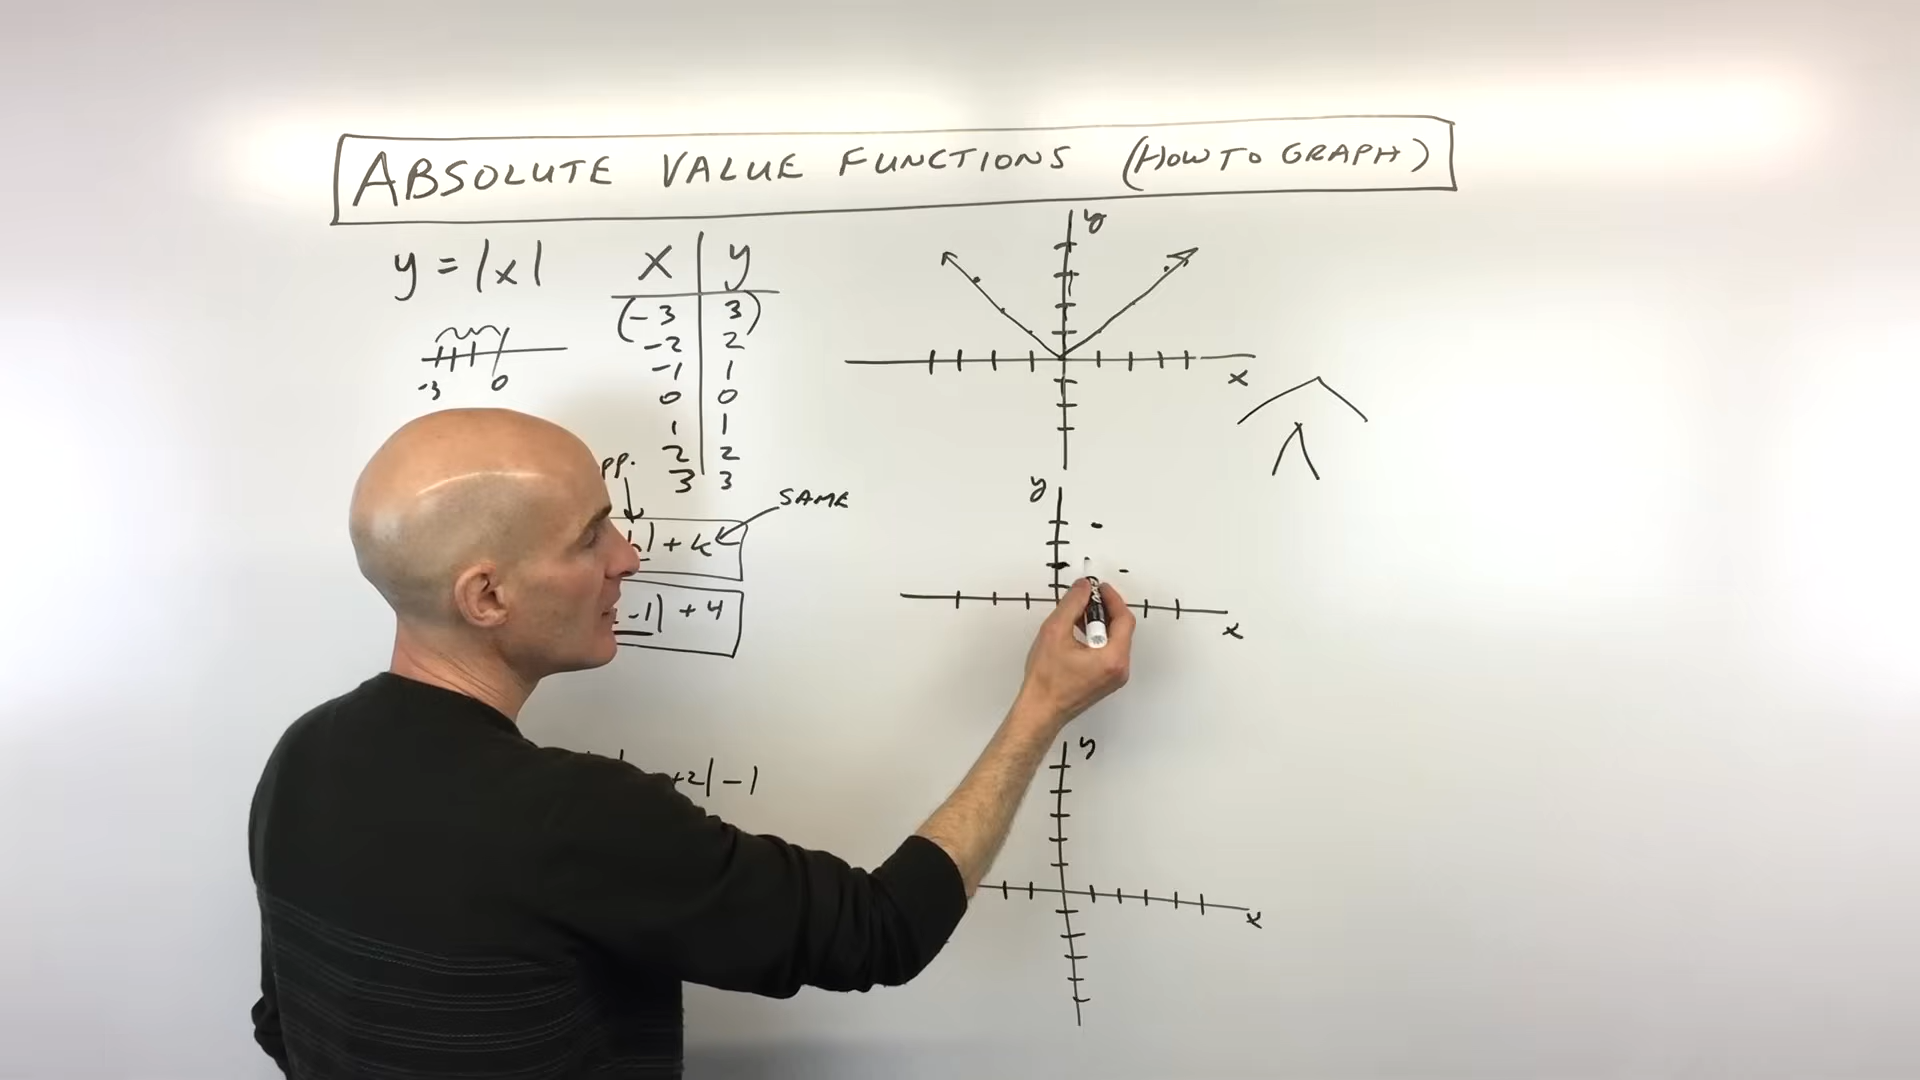 ABSOLUTE VALUE FUNCTIONS (HOW TO GRAPH)
y = |x|
x | y
(-3 3)
-2 2
-1 1
0 0
1 1
2 2
3 3
-3 0
PP.
SAME
h| + k
-1| + 4
+2| - 1
y
x
y
x
y
x